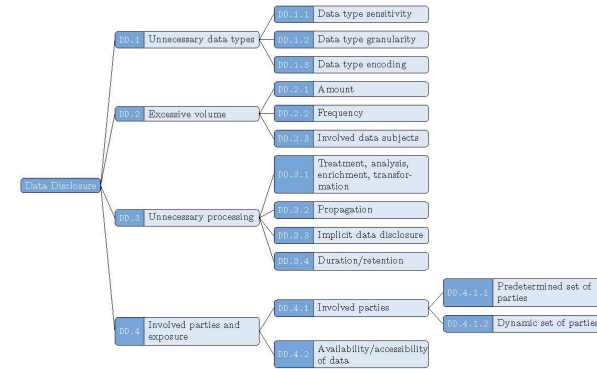 Data Disclosure
DD.1 Unnecessary data types
DD.1.1 Data type sensitivity
DD.1.2 Data type granularity
DD.1.3 Data type encoding
DD.2 Excessive volume
DD.2.1 Amount
DD.2.2 Frequency
DD.2.3 Involved data subjects
DD.3 Unnecessary processing
DD.3.1 Treatment, analysis,
enrichment, transfor-
mation
DD.3.2 Propagation
DD.3.3 Implicit data disclosure
DD.3.4 Duration/retention
DD.4 Involved parties and
exposure
DD.4.1 Involved parties
DD.4.1.1 Predetermined set of
parties
DD.4.1.2 Dynamic set of parties
DD.4.2 Availability/accessibility
of data